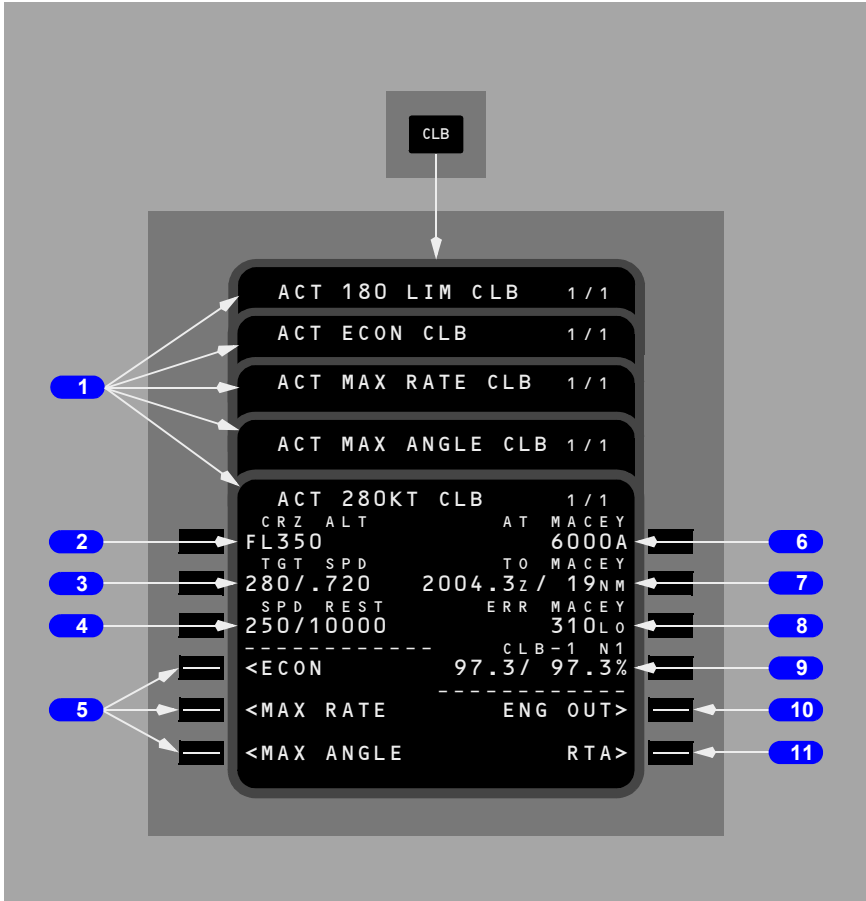 CLB
ACT 180 LIM CLB 1/1
ACT ECON CLB 1/1
ACT MAX RATE CLB 1/1
ACT MAX ANGLE CLB 1/1
ACT 280KT CLB 1/1
CRZ ALT AT MACEY
FL350 6000A
TGT SPD TO MACEY
280/.720 2004.3z/ 19NM
SPD REST ERR MACEY
250/10000 310LO
------------ CLB-1 N1
<ECON 97.3/ 97.3%
------------
<MAX RATE ENG OUT>
<MAX ANGLE RTA>
1
2
3
4
5
6
7
8
9
10
11